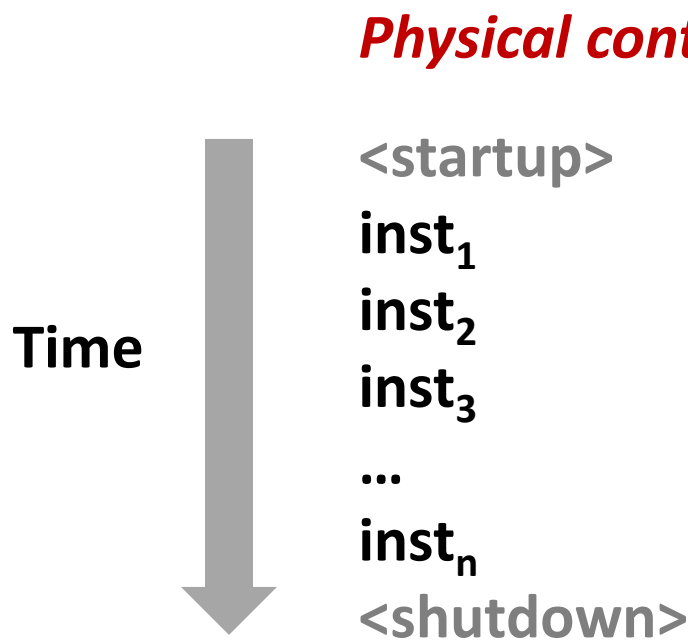 Physical cont
<startup>
inst₁
inst₂
Time
inst₃
...
instₙ
<shutdown>